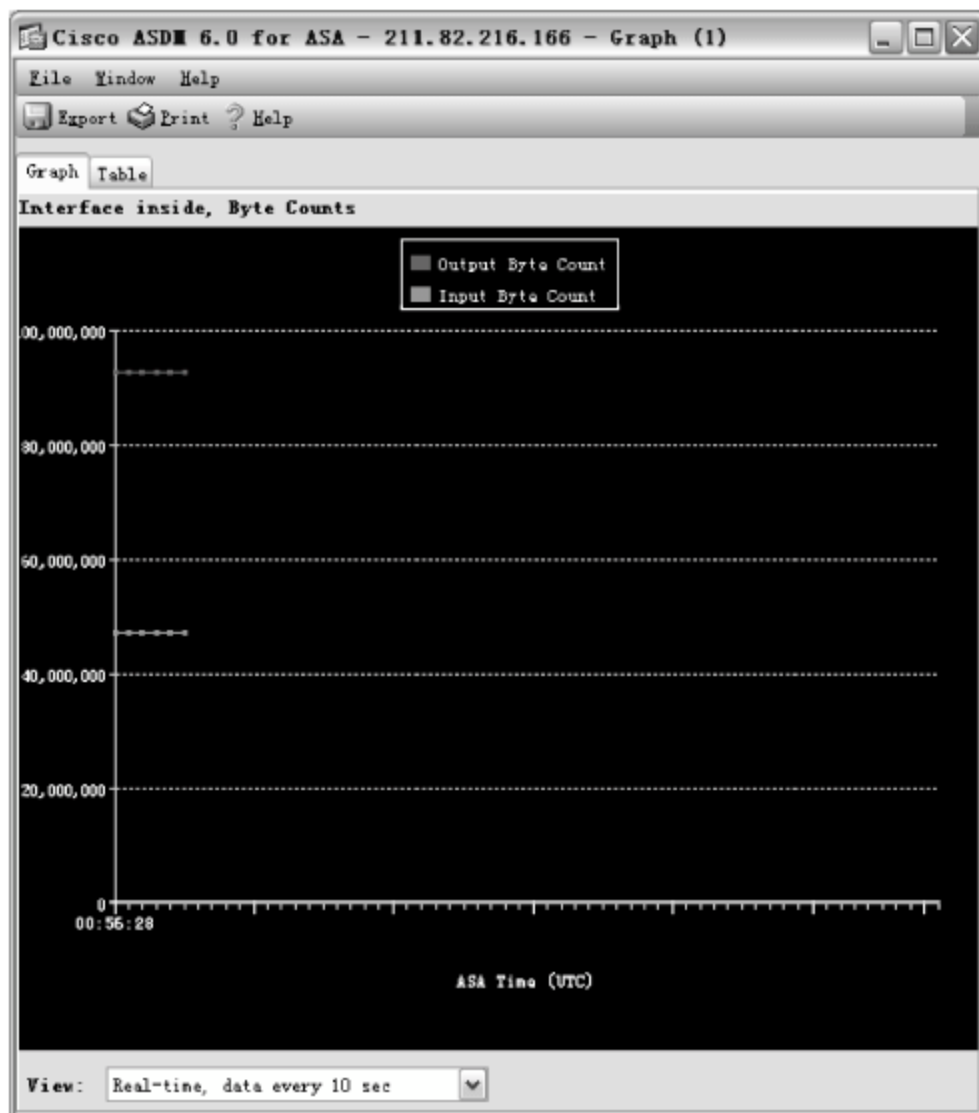 Cisco ASDM 6.0 for ASA - 211.82.216.166 - Graph (1)
File Window Help
Export Print Help
Graph Table
Interface inside, Byte Counts
Output Byte Count
Input Byte Count
00,000,000
80,000,000
60,000,000
40,000,000
20,000,000
0
00:56:28
ASA Time (UTC)
View: Real-time, data every 10 sec